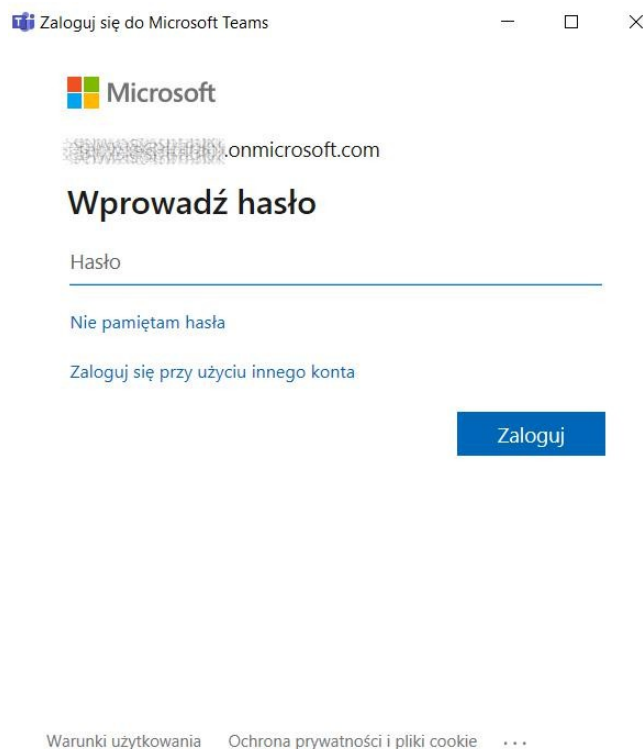 Zaloguj się do Microsoft Teams
Microsoft
.onmicrosoft.com
Wprowadź hasło
Hasło
Nie pamiętam hasła
Zaloguj się przy użyciu innego konta
Zaloguj
Warunki użytkowania Ochrona prywatności i pliki cookie ...